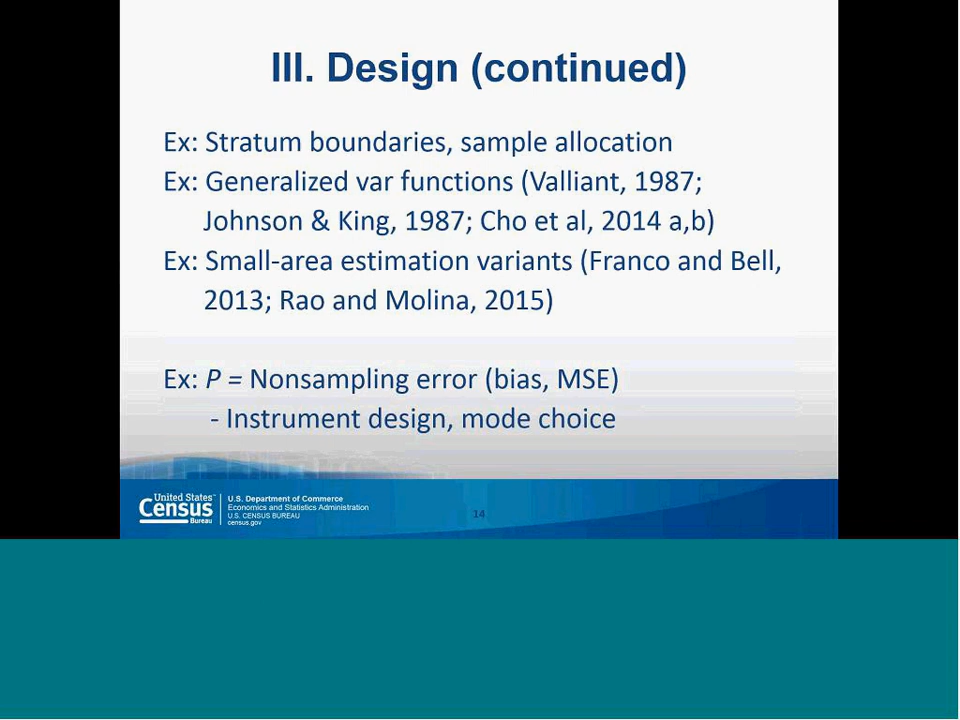 III. Design (continued)
Ex: Stratum boundaries, sample allocation
Ex: Generalized var functions (Valliant, 1987;
Johnson & King, 1987; Cho et al, 2014 a,b)
Ex: Small-area estimation variants (Franco and Bell,
2013; Rao and Molina, 2015)
Ex: P = Nonsampling error (bias, MSE)
- Instrument design, mode choice
United States™
Census
Bureau
U.S. Department of Commerce
Economics and Statistics Administration
U.S. CENSUS BUREAU
census.gov
14